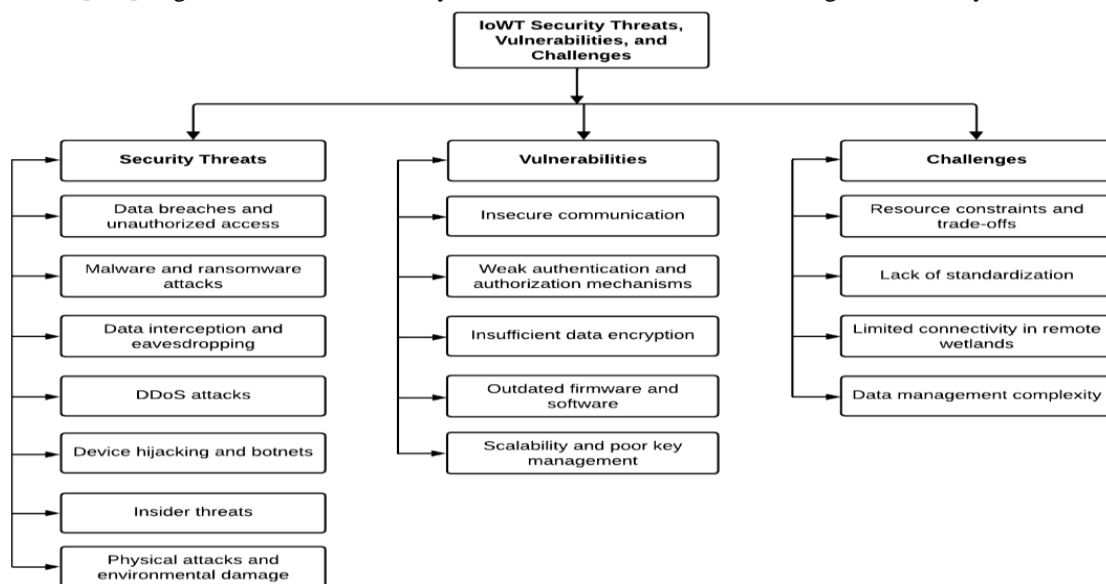 IoWT Security Threats,
Vulnerabilities, and
Challenges
Security Threats
Data breaches and
unauthorized access
Malware and ransomware
attacks
Data interception and
eavesdropping
DDoS attacks
Device hijacking and botnets
Insider threats
Physical attacks and
environmental damage
Vulnerabilities
Insecure communication
Weak authentication and
authorization mechanisms
Insufficient data encryption
Outdated firmware and
software
Scalability and poor key
management
Challenges
Resource constraints and
trade-offs
Lack of standardization
Limited connectivity in remote
wetlands
Data management complexity